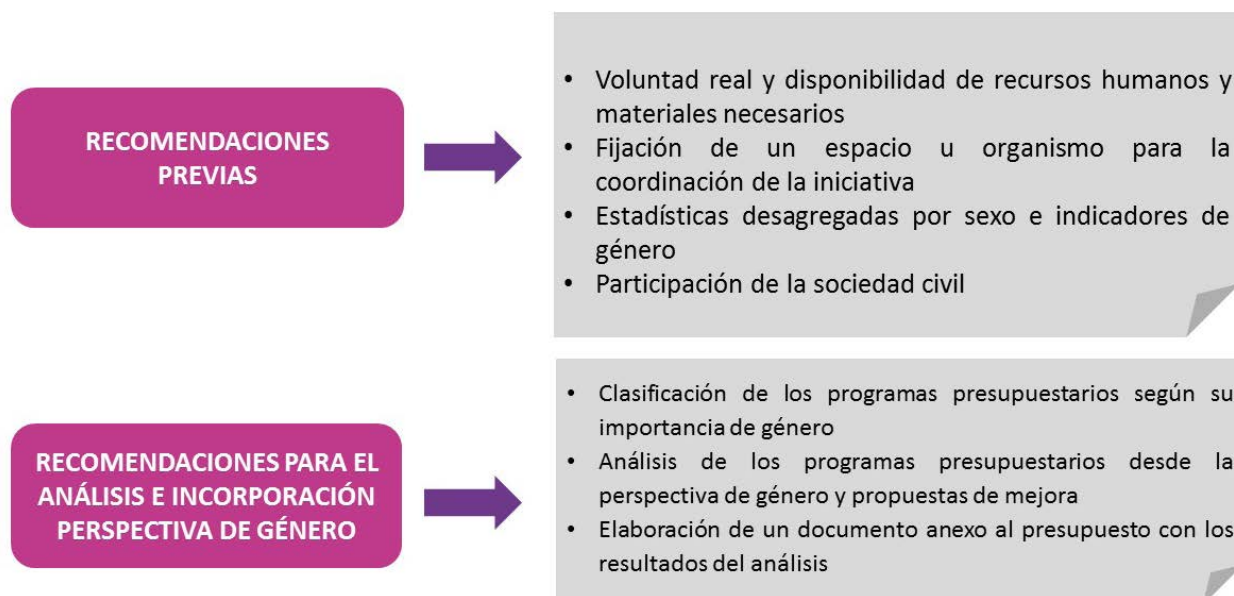 RECOMENDACIONES
PREVIAS
• Voluntad real y disponibilidad de recursos humanos y
materiales necesarios
• Fijación de un espacio u organismo para la
coordinación de la iniciativa
• Estadísticas desagregadas por sexo e indicadores de
género
• Participación de la sociedad civil
RECOMENDACIONES PARA EL
ANÁLISIS E INCORPORACIÓN
PERSPECTIVA DE GÉNERO
• Clasificación de los programas presupuestarios según su
importancia de género
• Análisis de los programas presupuestarios desde la
perspectiva de género y propuestas de mejora
• Elaboración de un documento anexo al presupuesto con los
resultados del análisis